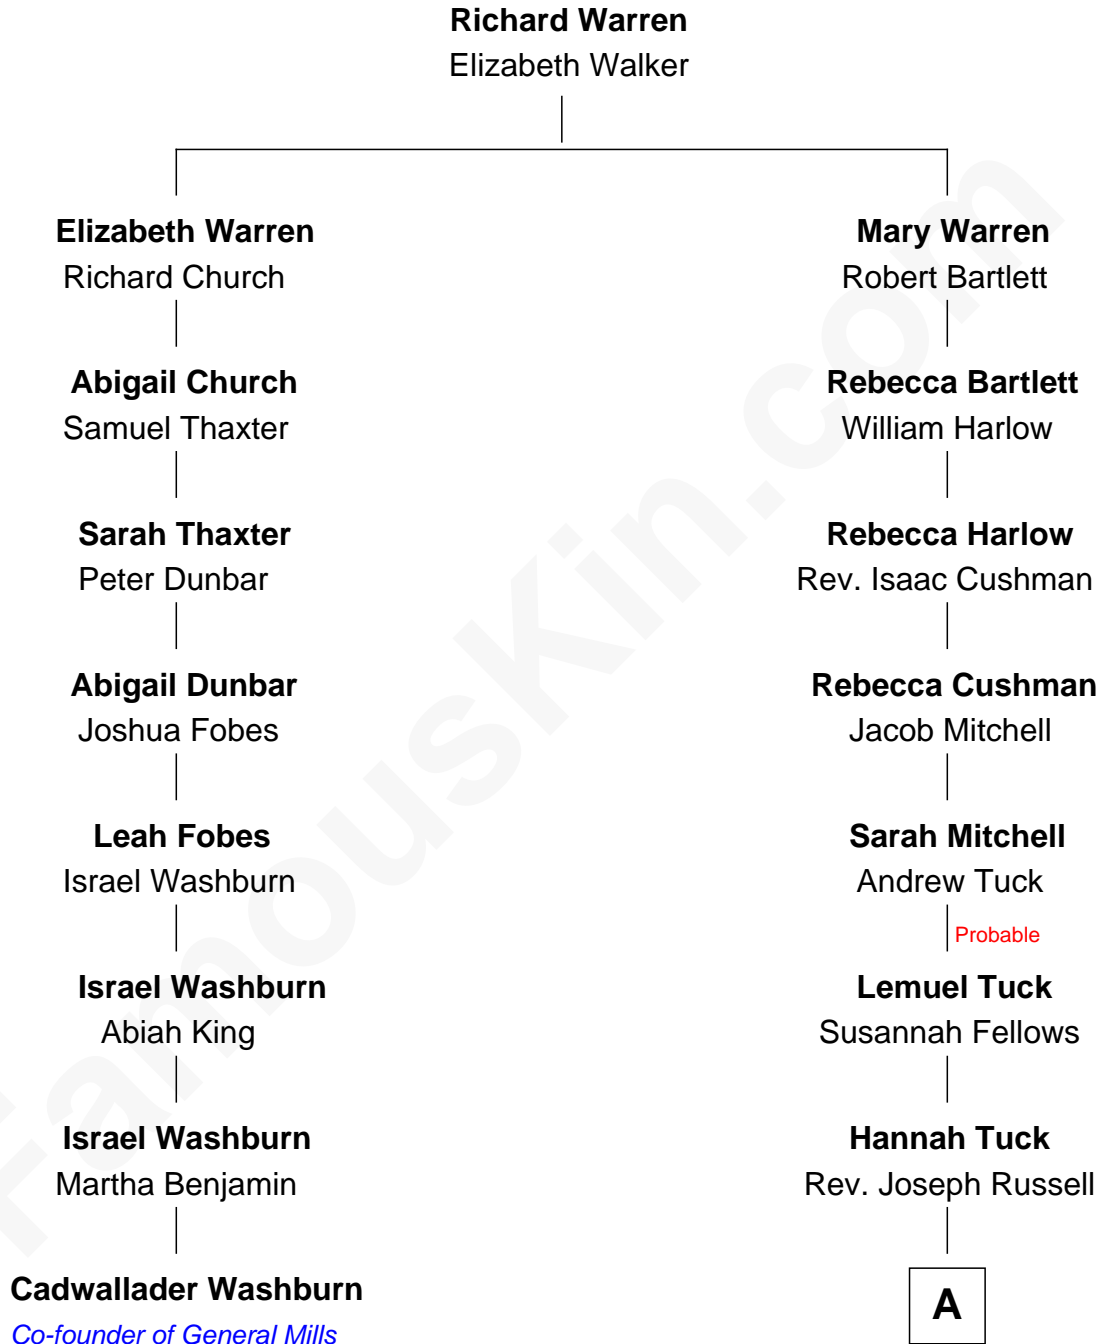 Richard Warren
Elizabeth Walker
Elizabeth Warren
Richard Church
Mary Warren
Robert Bartlett
Abigail Church
Samuel Thaxter
Rebecca Bartlett
William Harlow
Sarah Thaxter
Peter Dunbar
Rebecca Harlow
Rev. Isaac Cushman
Abigail Dunbar
Joshua Fobes
Rebecca Cushman
Jacob Mitchell
Leah Fobes
Israel Washburn
Sarah Mitchell
Andrew Tuck
Probable
Israel Washburn
Abiah King
Lemuel Tuck
Susannah Fellows
Israel Washburn
Martha Benjamin
Hannah Tuck
Rev. Joseph Russell
Cadwallader Washburn
Co-founder of General Mills
A
FamousKin.com